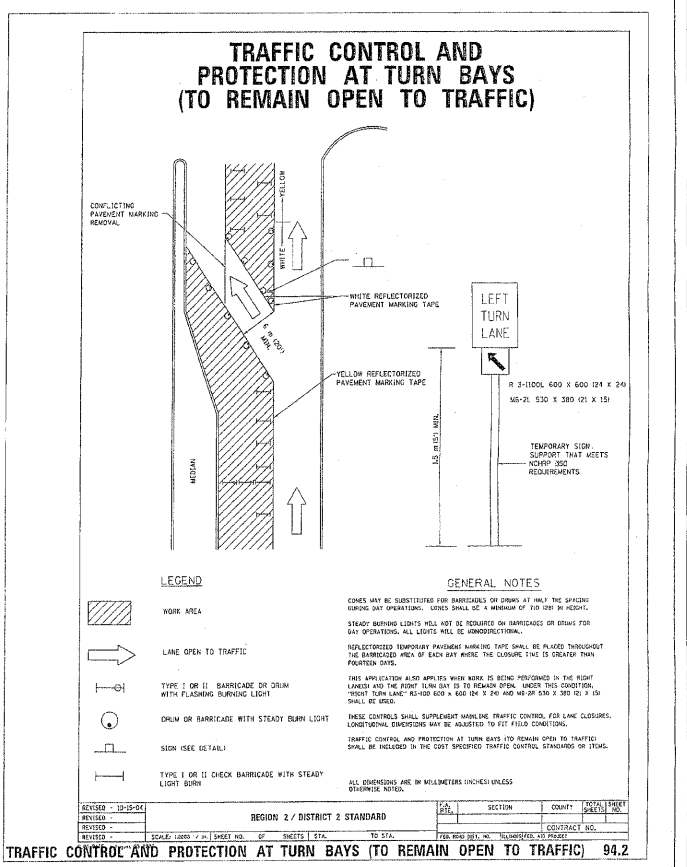 TRAFFIC CONTROL AND
PROTECTION AT TURN BAYS
(TO REMAIN OPEN TO TRAFFIC)
CONFLICTING
PAVEMENT MARKING
REMOVAL
YELLOW
WHITE
WHITE REFLECTORIZED
PAVEMENT MARKING TAPE
6 m (20')
MIN.
YELLOW REFLECTORIZED
PAVEMENT MARKING TAPE
MEDIAN
LEFT
TURN
LANE
R 3-I100L 600 X 600 (24 X 24)
M6-2L 530 X 380 (21 X 15)
1.5 m (5') MIN.
TEMPORARY SIGN
SUPPORT THAT MEETS
NCHRP 350
REQUIREMENTS
LEGEND
WORK AREA
LANE OPEN TO TRAFFIC
TYPE I OR II BARRICADE OR DRUM
WITH FLASHING BURNING LIGHT
DRUM OR BARRICADE WITH STEADY BURN LIGHT
SIGN (SEE DETAIL)
TYPE I OR II CHECK BARRICADE WITH STEADY
LIGHT BURN
GENERAL NOTES
CONES MAY BE SUBSTITUTED FOR BARRICADES OR DRUMS AT HALF THE SPACING
DURING DAY OPERATIONS. CONES SHALL BE A MINIMUM OF 710 (28) IN HEIGHT.
STEADY BURNING LIGHTS WILL NOT BE REQUIRED ON BARRICADES OR DRUMS FOR
DAY OPERATIONS. ALL LIGHTS WILL BE MONODIRECTIONAL.
REFLECTORIZED TEMPORARY PAVEMENT MARKING TAPE SHALL BE PLACED THROUGHOUT
THE BARRICADED AREA OF EACH BAY WHERE THE CLOSURE TIME IS GREATER THAN
FOURTEEN DAYS.
THIS APPLICATION ALSO APPLIES WHEN WORK IS BEING PERFORMED IN THE RIGHT
LANE(S) AND THE RIGHT TURN BAY IS TO REMAIN OPEN. UNDER THIS CONDITION,
"RIGHT TURN LANE" R3-I100 600 X 600 (24 X 24) AND M6-2R 530 X 380 (21 X 15)
SHALL BE USED.
THESE CONTROLS SHALL SUPPLEMENT MAINLINE TRAFFIC CONTROL FOR LANE CLOSURES.
LONGITUDINAL DIMENSIONS MAY BE ADJUSTED TO FIT FIELD CONDITIONS.
TRAFFIC CONTROL AND PROTECTION AT TURN BAYS (TO REMAIN OPEN TO TRAFFIC)
SHALL BE INCLUDED IN THE COST SPECIFIED TRAFFIC CONTROL STANDARDS OR ITEMS.
ALL DIMENSIONS ARE IN MILLIMETERS (INCHES) UNLESS
OTHERWISE NOTED.
REVISED - 10-15-04
REVISED -
REVISED -
REVISED -
REGION 2 / DISTRICT 2 STANDARD
SCALE: SHEET NO. OF SHEETS STA. TO STA.
F.A. RTE. SECTION COUNTY TOTAL SHEETS SHEET NO.
CONTRACT NO.
FED. ROAD DIST. NO. ILLINOIS FED. AID PROJECT
TRAFFIC CONTROL AND PROTECTION AT TURN BAYS (TO REMAIN OPEN TO TRAFFIC) 94.2